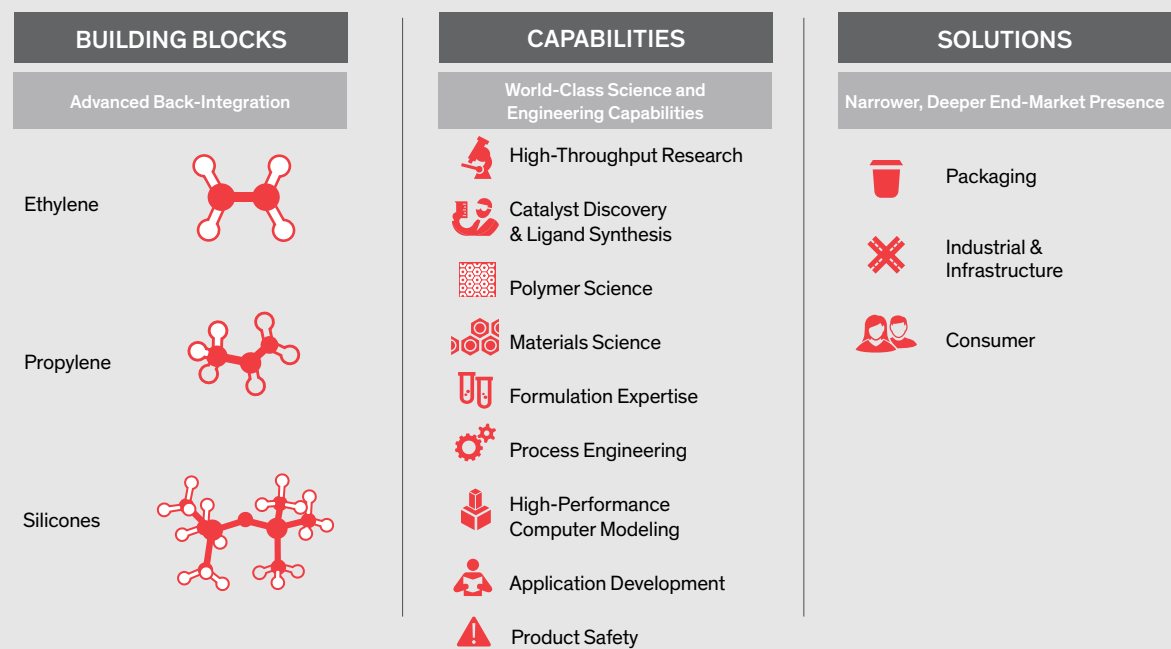 BUILDING BLOCKS
Advanced Back-Integration
Ethylene
Propylene
Silicones
CAPABILITIES
World-Class Science and
Engineering Capabilities
High-Throughput Research
Catalyst Discovery
& Ligand Synthesis
Polymer Science
Materials Science
Formulation Expertise
Process Engineering
High-Performance
Computer Modeling
Application Development
Product Safety
SOLUTIONS
Narrower, Deeper End-Market Presence
Packaging
Industrial &
Infrastructure
Consumer